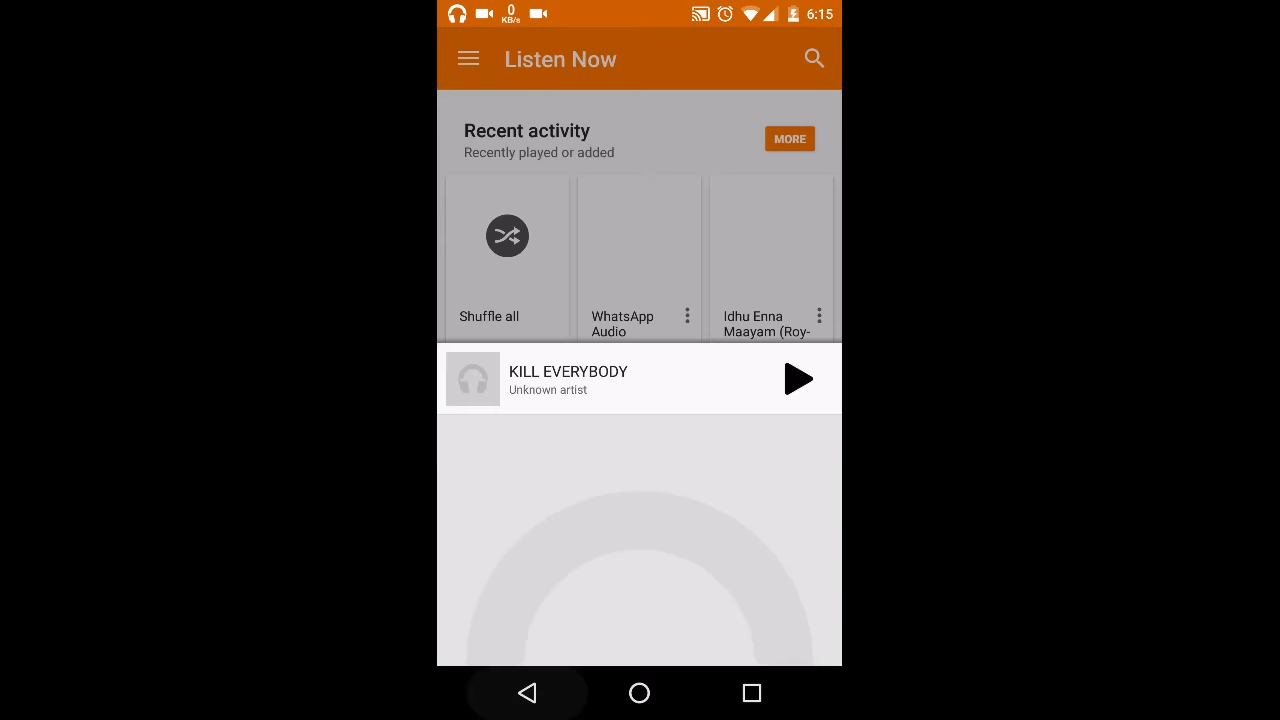 0
KB/s
6:15
Listen Now
Recent activity
Recently played or added
MORE
Shuffle all
WhatsApp
Audio
Idhu Enna
Maayam (Roy-
KILL EVERYBODY
Unknown artist